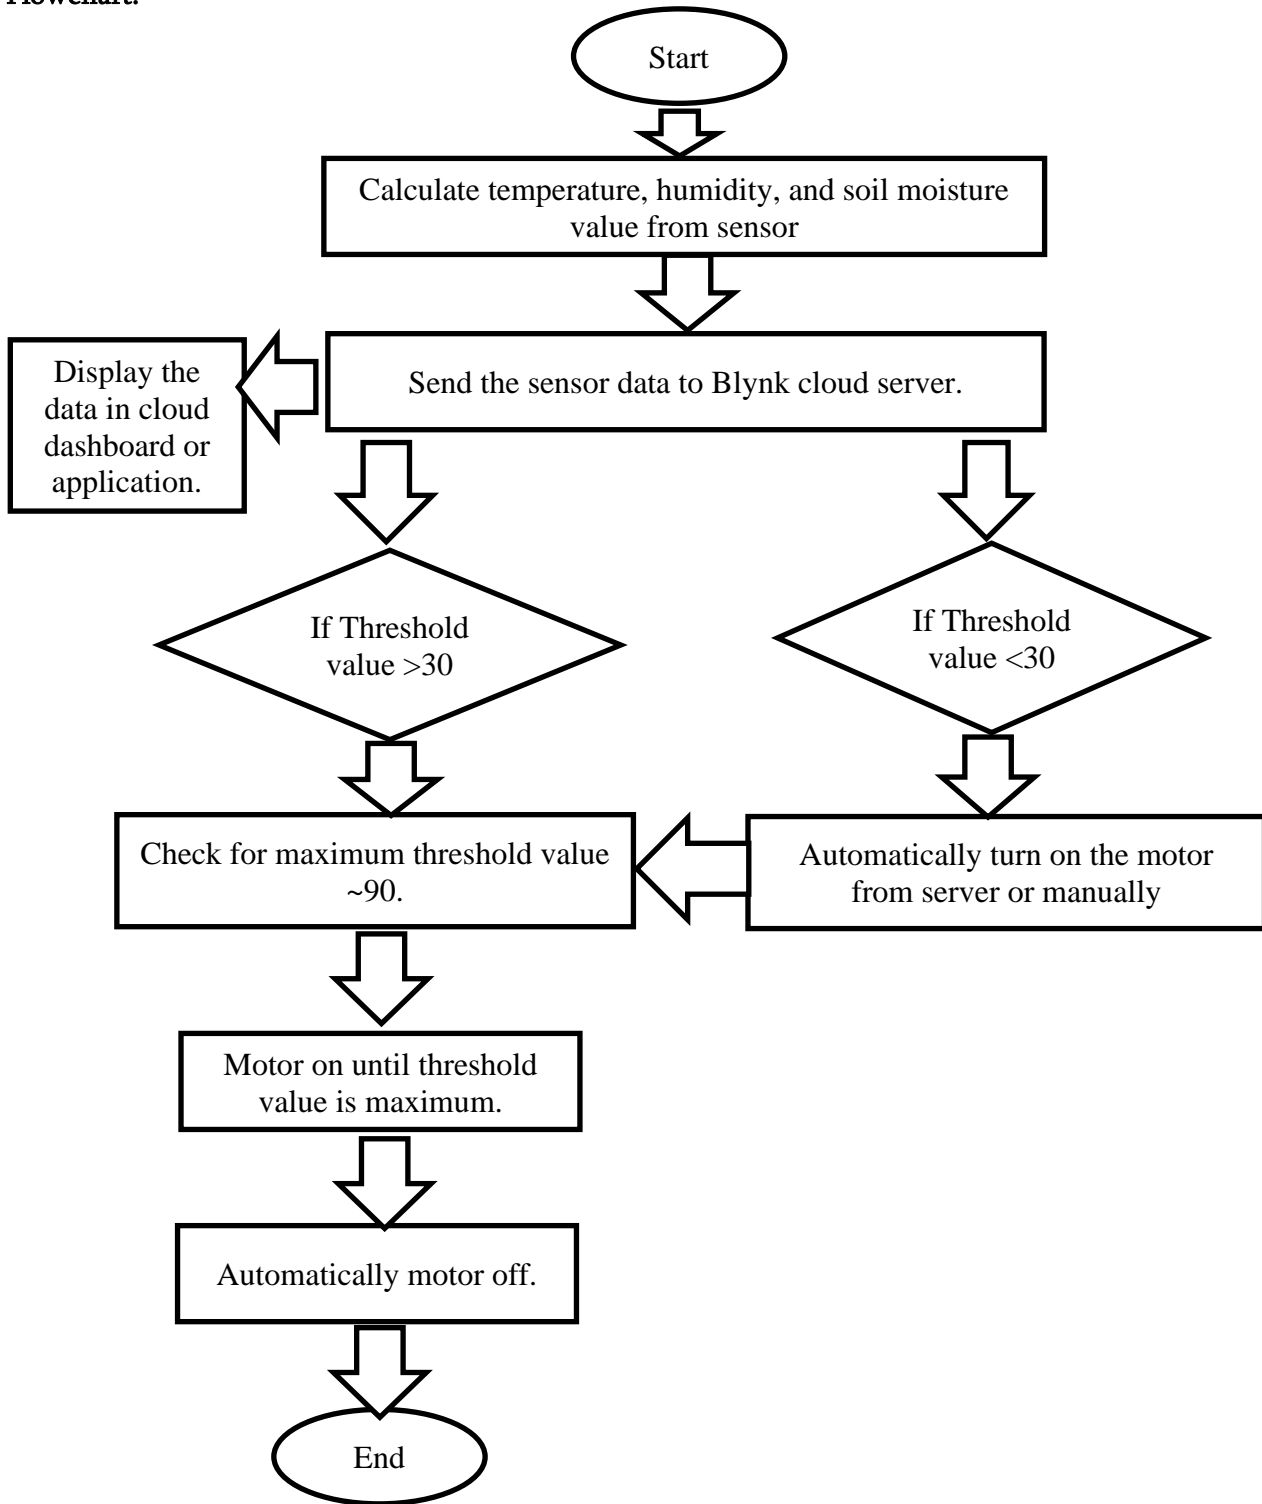 Flowchart:
Start
Calculate temperature, humidity, and soil moisture
value from sensor
Send the sensor data to Blynk cloud server.
Display the
data in cloud
dashboard or
application.
If Threshold
value >30
If Threshold
value <30
Check for maximum threshold value
~90.
Automatically turn on the motor
from server or manually
Motor on until threshold
value is maximum.
Automatically motor off.
End